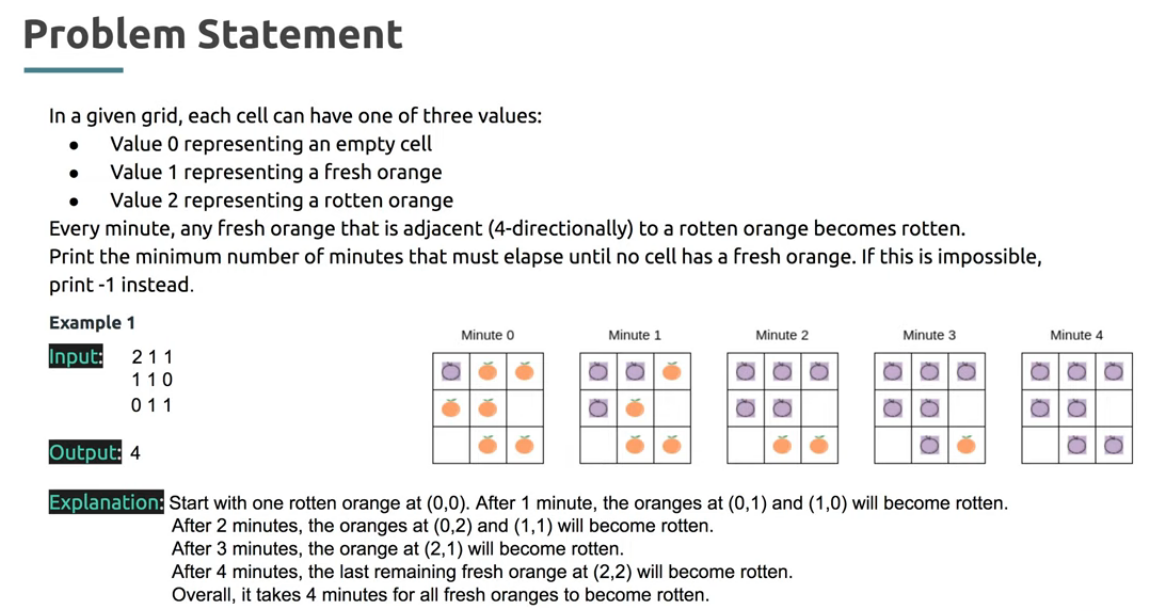 Problem Statement
In a given grid, each cell can have one of three values:
● Value 0 representing an empty cell
● Value 1 representing a fresh orange
● Value 2 representing a rotten orange
Every minute, any fresh orange that is adjacent (4-directionally) to a rotten orange becomes rotten.
Print the minimum number of minutes that must elapse until no cell has a fresh orange. If this is impossible,
print -1 instead.
Example 1
Input: 2 1 1
1 1 0
0 1 1
Output: 4
Minute 0 Minute 1 Minute 2 Minute 3 Minute 4
Explanation: Start with one rotten orange at (0,0). After 1 minute, the oranges at (0,1) and (1,0) will become rotten.
After 2 minutes, the oranges at (0,2) and (1,1) will become rotten.
After 3 minutes, the orange at (2,1) will become rotten.
After 4 minutes, the last remaining fresh orange at (2,2) will become rotten.
Overall, it takes 4 minutes for all fresh oranges to become rotten.